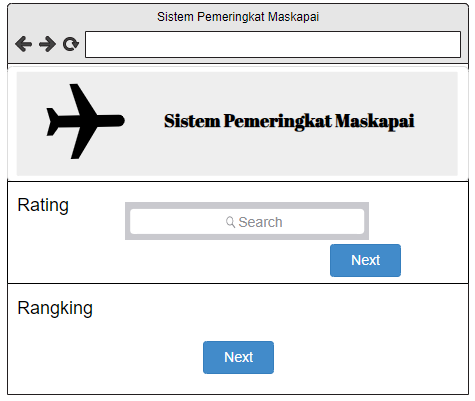 Sistem Pemeringkat Maskapai
Sistem Pemeringkat Maskapai
Rating
Search
Next
Rangking
Next